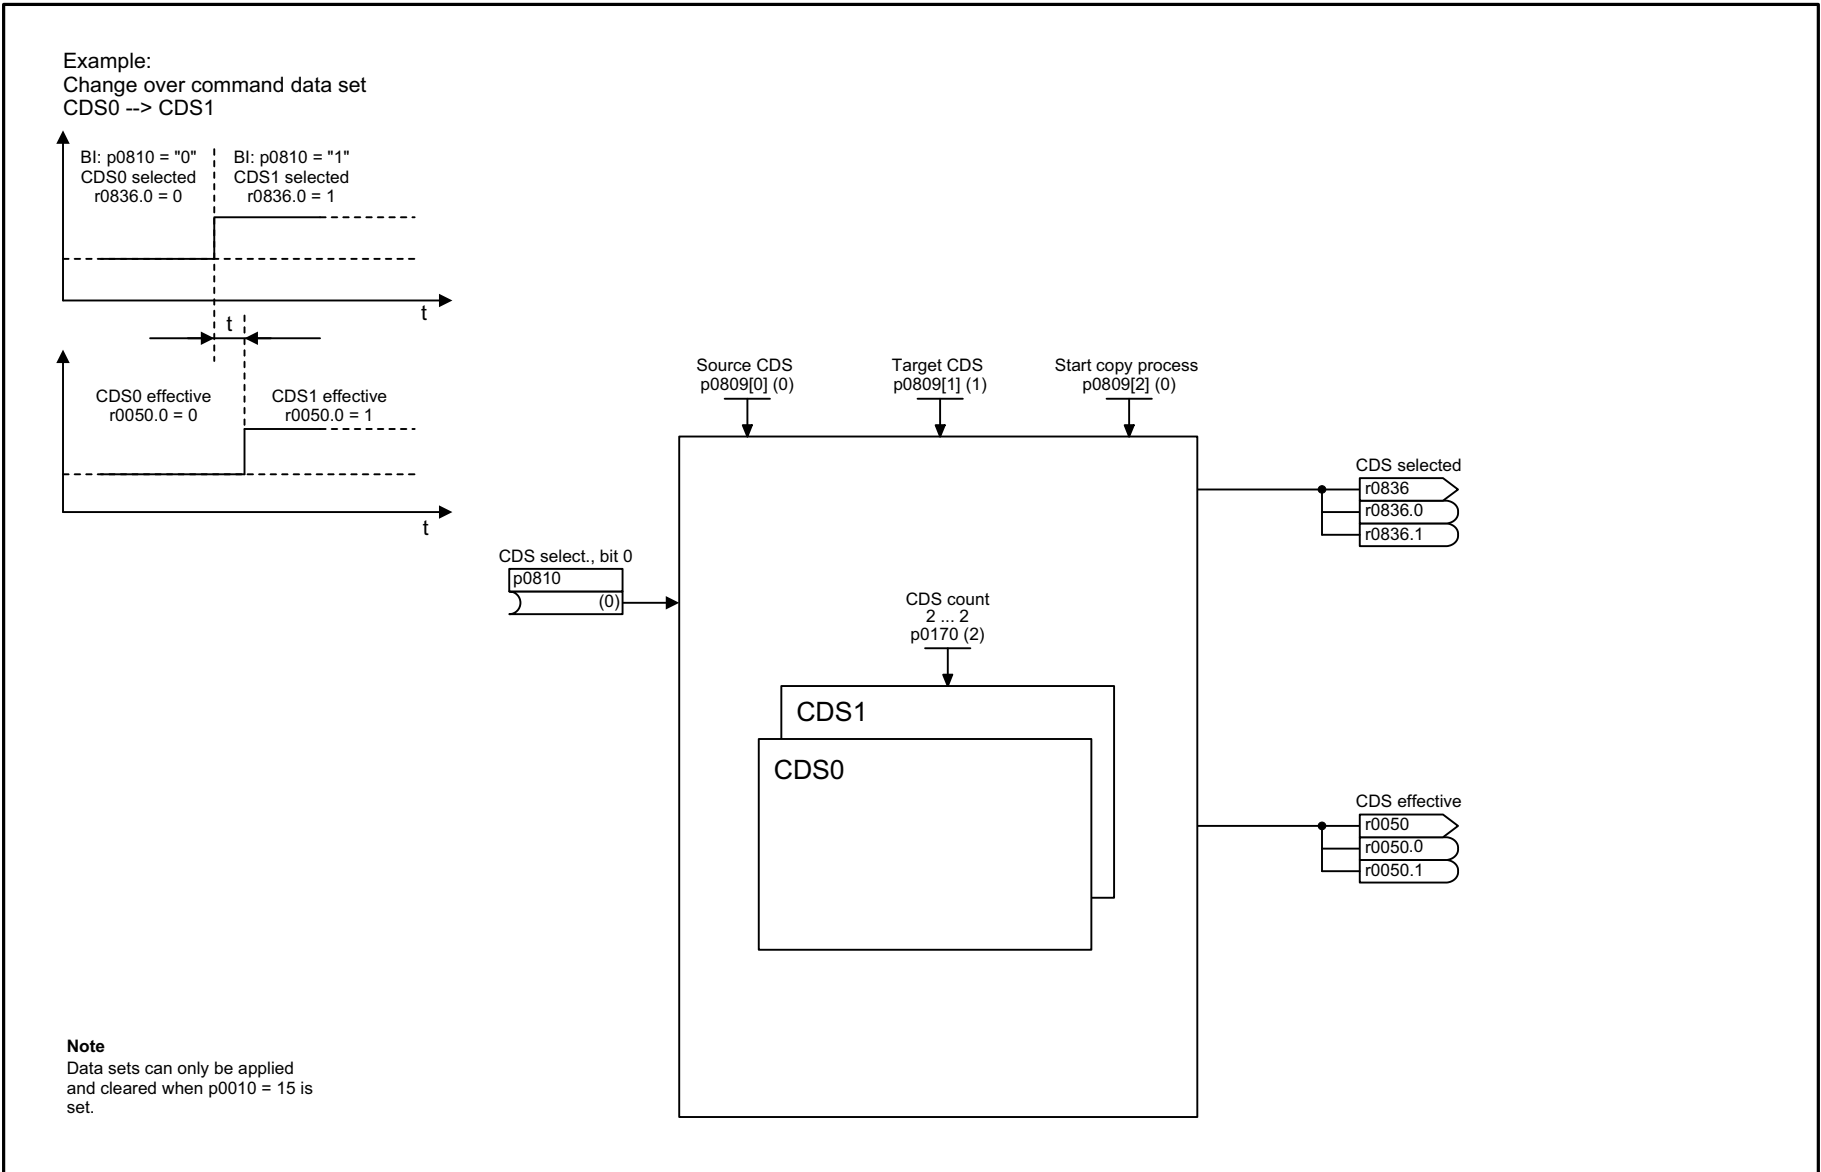 Example:
Change over command data set
CDS0 --> CDS1
BI: p0810 = "0"
CDS0 selected
r0836.0 = 0
BI: p0810 = "1"
CDS1 selected
r0836.0 = 1
t
t
CDS0 effective
r0050.0 = 0
CDS1 effective
r0050.0 = 1
t
Source CDS
p0809[0] (0)
Target CDS
p0809[1] (1)
Start copy process
p0809[2] (0)
CDS selected
r0836
r0836.0
r0836.1
CDS select., bit 0
p0810
(0)
CDS count
2 ... 2
p0170 (2)
CDS1
CDS0
CDS effective
r0050
r0050.0
r0050.1
Note
Data sets can only be applied
and cleared when p0010 = 15 is
set.